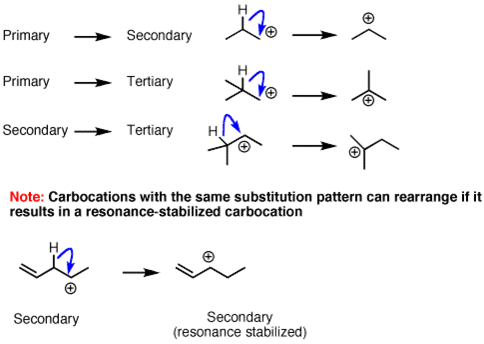 Primary → Secondary H ⊕ → ⊕
Primary → Tertiary H ⊕ → ⊕
Secondary → Tertiary H ⊕ → ⊕
Note: Carbocations with the same substitution pattern can rearrange if it
results in a resonance-stabilized carbocation
H ⊕ → ⊕
Secondary Secondary
(resonance stabilized)